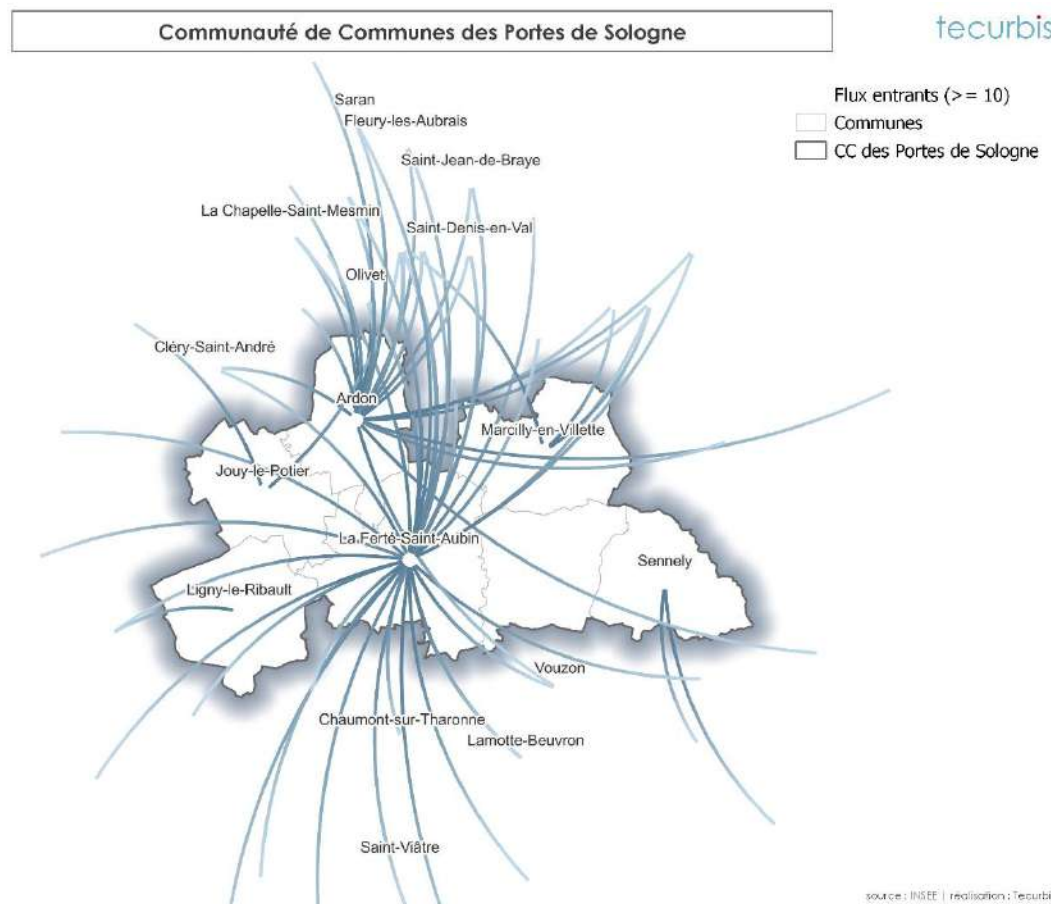 Communauté de Communes des Portes de Sologne
tecurbis
Flux entrants (>= 10)
Communes
CC des Portes de Sologne
Saran
Fleury-les-Aubrais
Saint-Jean-de-Braye
La Chapelle-Saint-Mesmin
Saint-Denis-en-Val
Olivet
Cléry-Saint-André
Ardon
Marcilly-en-Villette
Jouy-le-Potier
La Ferté-Saint-Aubin
Sennely
Ligny-le-Ribault
Vouzon
Chaumont-sur-Tharonne
Lamotte-Beuvron
Saint-Viâtre
source : INSEE | réalisation : Tecurbi